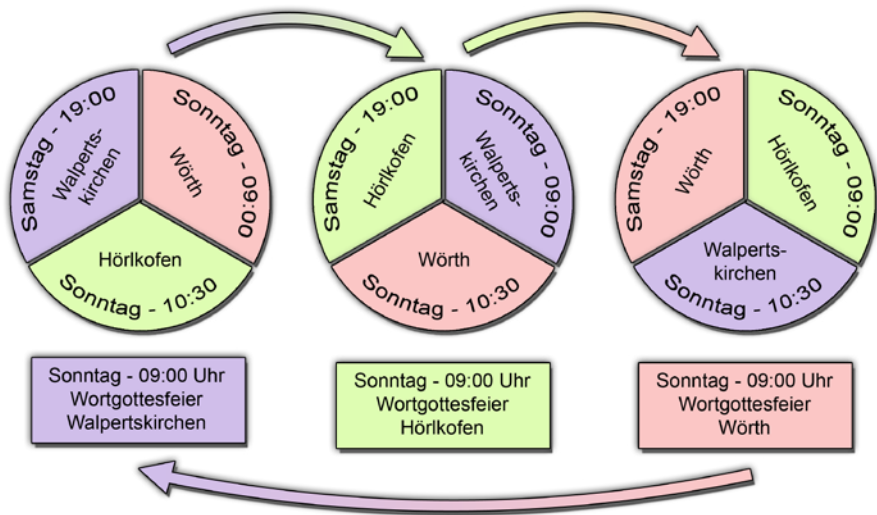 Samstag - 19:00
Walperts-
kirchen
Sonntag - 09:00
Wörth
Hörlkofen
Sonntag - 10:30
Samstag - 19:00
Hörlkofen
Sonntag - 09:00
Walperts-
kirchen
Wörth
Sonntag - 10:30
Samstag - 19:00
Wörth
Sonntag - 09:00
Hörlkofen
Walperts-
kirchen
Sonntag - 10:30
Sonntag - 09:00 Uhr
Wortgottesfeier
Walpertskirchen
Sonntag - 09:00 Uhr
Wortgottesfeier
Hörlkofen
Sonntag - 09:00 Uhr
Wortgottesfeier
Wörth